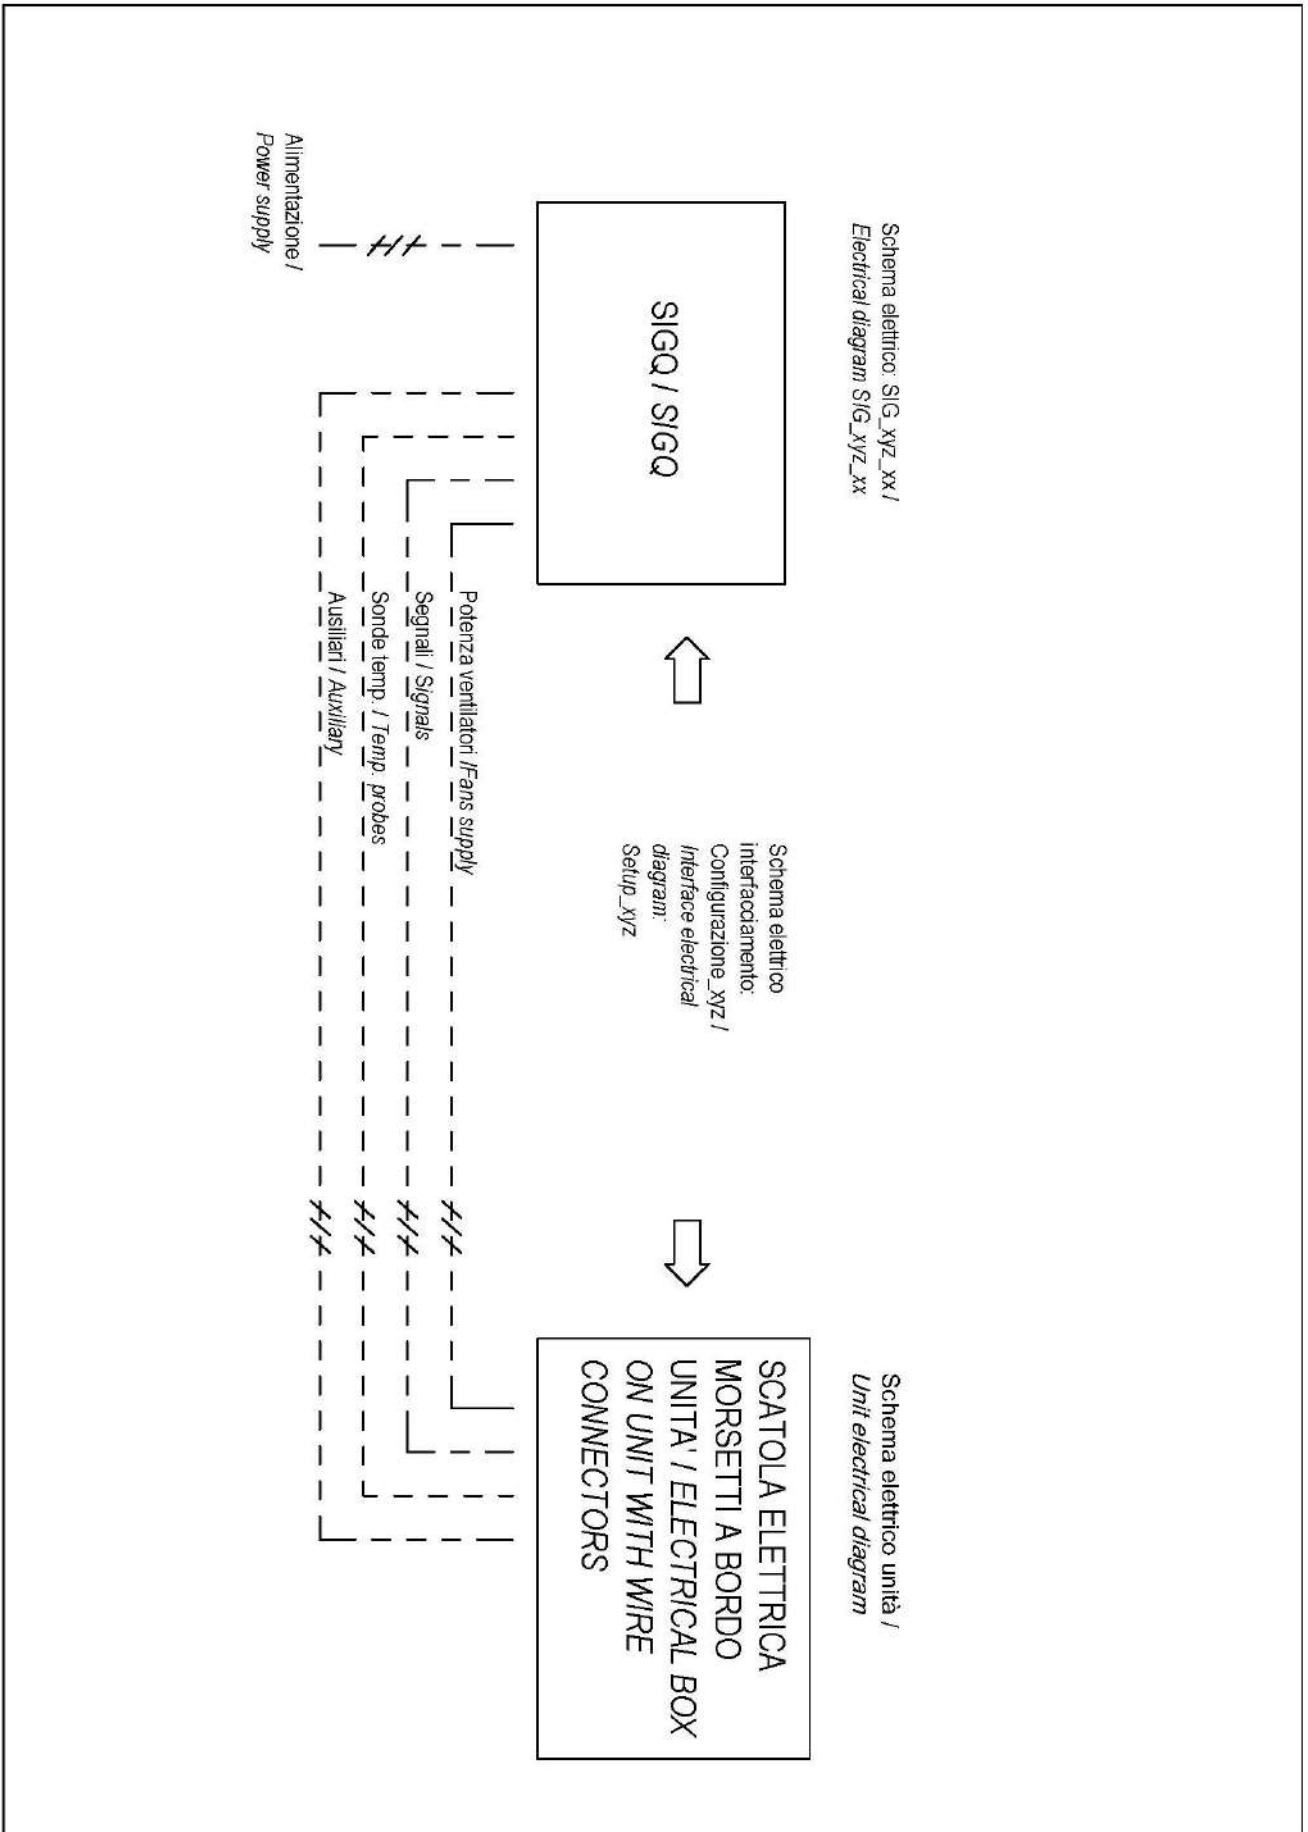 Schema elettrico: SIG_xyz_xx /
Electrical diagram SIG_xyz_xx
Schema elettrico unità /
Unit electrical diagram
SIGQ / SIGQ
Schema elettrico
interfacciamento:
Configurazione_xyz /
Interface electrical
diagram:
Setup_xyz
SCATOLA ELETTRICA
MORSETTI A BORDO
UNITA' / ELECTRICAL BOX
ON UNIT WITH WIRE
CONNECTORS
Potenza ventilatori /Fans supply
Segnali / Signals
Sonde temp. / Temp. probes
Ausiliari / Auxiliary
Alimentazione /
Power supply